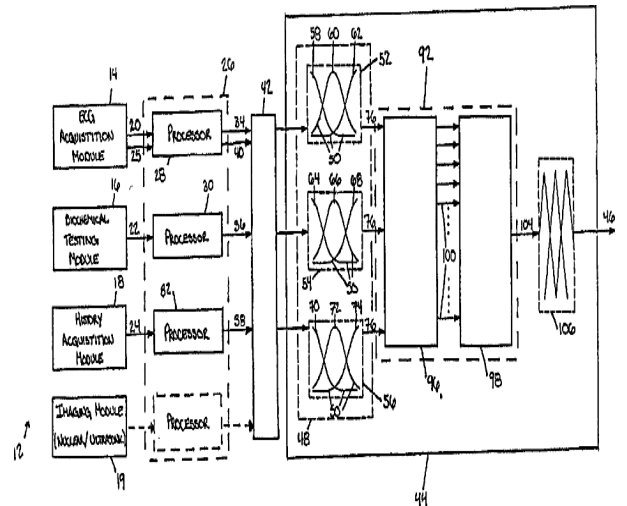 58 60 62
92
26
42
52
14
ECG
ACQUISTITION
MODULE
20
25
PROCESSOR
28
34
40
50
76
16
BIOCHEMICAL
TESTING
MODULE
22
30
PROCESSOR
36
64 66 68
76
54
50
100
104
46
106
18
HISTORY
ACQUISITION
MODULE
24
32
PROCESSOR
38
70 72 74
76
50
56
96
98
48
12
IMAGING MODULE
(NUCLEAR/ULTRASONIC)
19
PROCESSOR
44